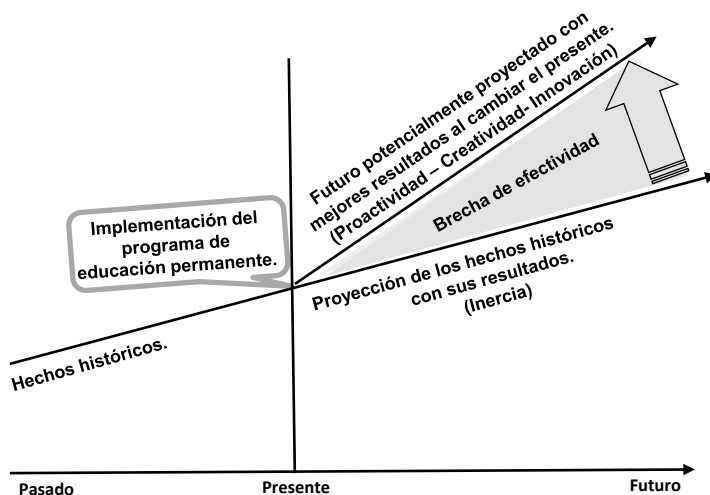 Futuro potencialmente proyectado con
mejores resultados al cambiar el presente.
(Proactividad – Creatividad- Innovación)
Brecha de efectividad
Implementación del
programa de
educación permanente.
Proyección de los hechos históricos
con sus resultados.
(Inercia)
Hechos históricos.
Pasado
Presente
Futuro